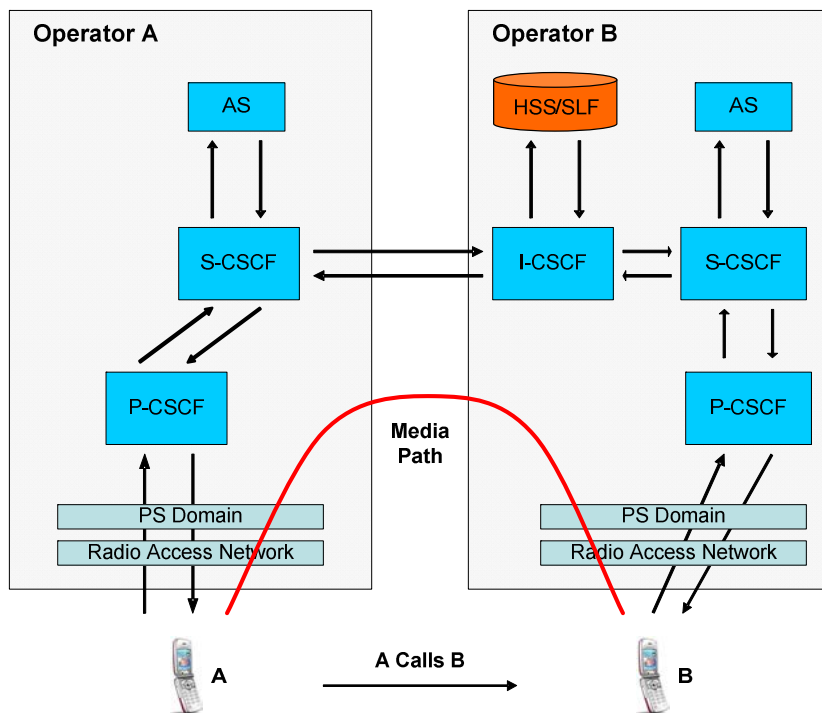 Operator A
Operator B
AS
HSS/SLF
AS
S-CSCF
I-CSCF
S-CSCF
P-CSCF
P-CSCF
Media
Path
PS Domain
PS Domain
Radio Access Network
Radio Access Network
A
A Calls B
B